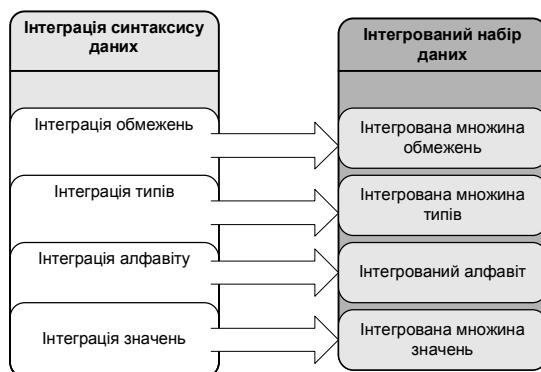 Інтеграція синтаксису
даних
Інтегрований набір
даних
Інтеграція обмежень
Інтегрована множина
обмежень
Інтеграція типів
Інтегрована множина
типів
Інтеграція алфавіту
Інтегрований алфавіт
Інтеграція значень
Інтегрована множина
значень